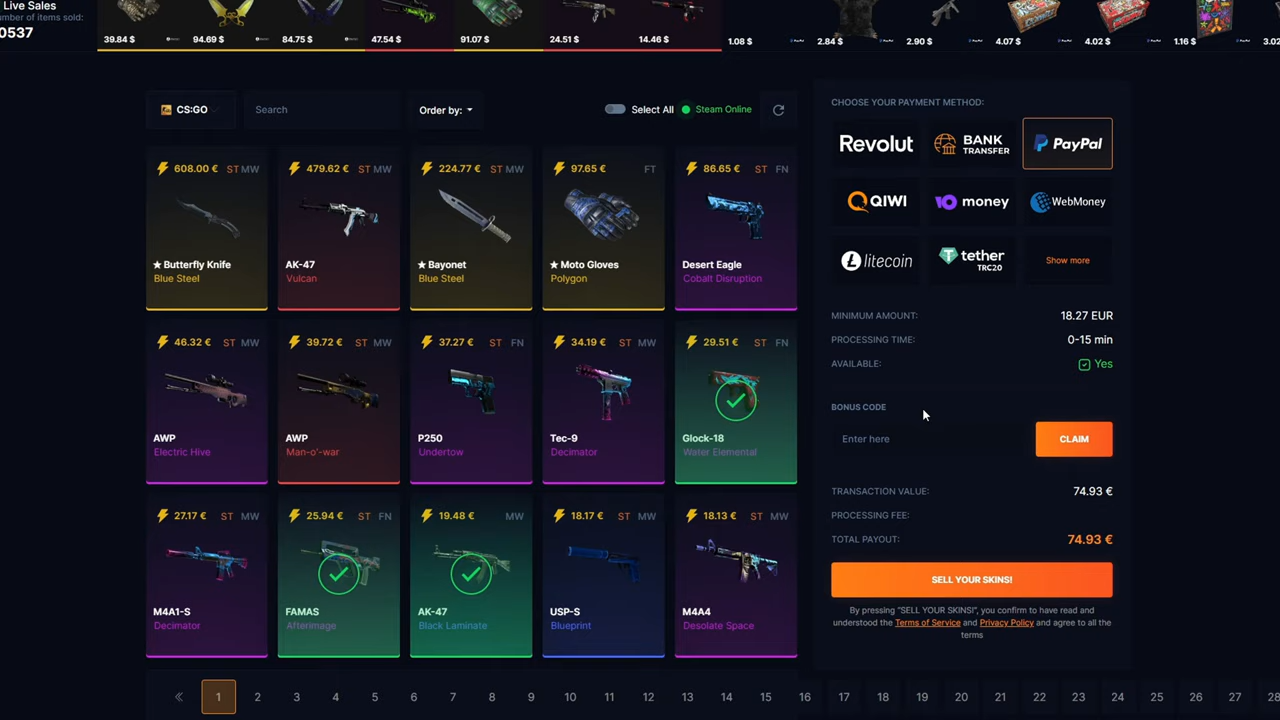 Live Sales
umber of items sold:
0537
39.84 $
94.69 $
84.75 $
47.54 $
91.07 $
24.51 $
14.46 $
1.08 $
2.84 $
2.90 $
4.07 $
4.02 $
1.16 $
3.02
CS:GO
Search
Order by:
Select All
Steam Online
608.00 € ST MW
479.62 € ST MW
224.77 € ST MW
97.65 € FT
86.65 € ST FN
★ Butterfly Knife
Blue Steel
AK-47
Vulcan
★ Bayonet
Blue Steel
★ Moto Gloves
Polygon
Desert Eagle
Cobalt Disruption
46.32 € ST MW
39.72 € ST MW
37.27 € ST FN
34.19 € ST MW
29.51 € ST FN
AWP
Electric Hive
AWP
Man-o'-war
P250
Undertow
Tec-9
Decimator
Glock-18
Water Elemental
27.17 € ST MW
25.94 € ST FN
19.48 € MW
18.17 € ST MW
18.13 € ST MW
M4A1-S
Decimator
FAMAS
Afterimage
AK-47
Black Laminate
USP-S
Blueprint
M4A4
Desolate Space
« 1 2 3 4 5 6 7 8 9 10 11 12 13 14 15 16 17 18 19 20 21 22 23 24 25 26 27 28
CHOOSE YOUR PAYMENT METHOD:
Revolut
BANK
TRANSFER
PayPal
QIWI
IO money
WebMoney
litecoin
tether
TRC20
Show more
MINIMUM AMOUNT: 18.27 EUR
PROCESSING TIME: 0-15 min
AVAILABLE: Yes
BONUS CODE
Enter here
CLAIM
TRANSACTION VALUE: 74.93 €
PROCESSING FEE:
TOTAL PAYOUT: 74.93 €
SELL YOUR SKINS!
By pressing "SELL YOUR SKINS!", you confirm to have read and
understood the Terms of Service and Privacy Policy and agree to all the
terms